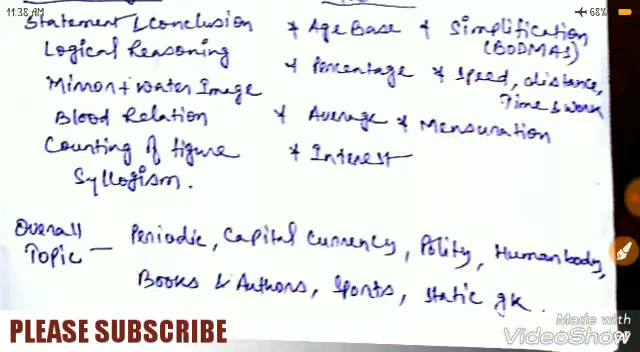 11:38 AM
68%
Statement & Conclusion * Age Base * Simplification
(BODMAS)
Logical Reasoning * Percentage * Speed, distance,
Time & Work
Mirror + Water Image
Blood Relation * Average * Mensuration
Counting of figure * Interest
Syllogism.
Overall Topic — Periodic, Capital Currency, Polity, Human body,
Books & Authors, Sports, Static gk.
Made with
VideoShow
PLEASE SUBSCRIBE